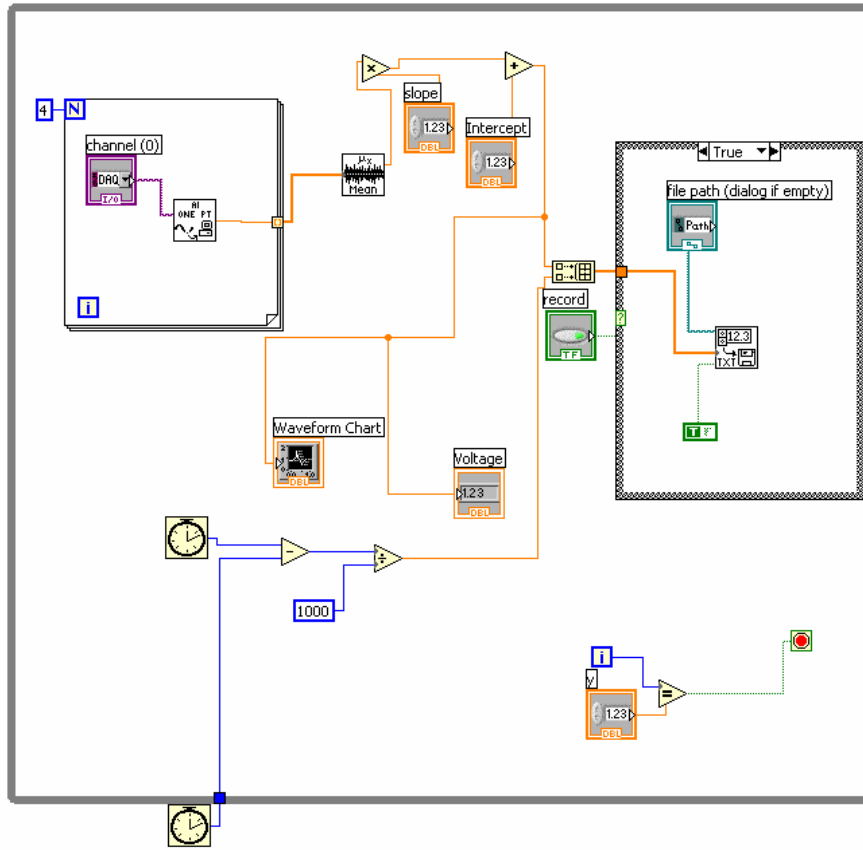 ×
+
slope
1.23
DBL
Intercept
1.23
DBL
4
N
channel (0)
DAQ
I/O
AI
ONE PT
μx
Mean
i
True
file path (dialog if empty)
Path
record
TF
?
12.3
TXT
T
Waveform Chart
DBL
Voltage
1.23
DBL
−
÷
1000
i
y
=
1.23
DBL